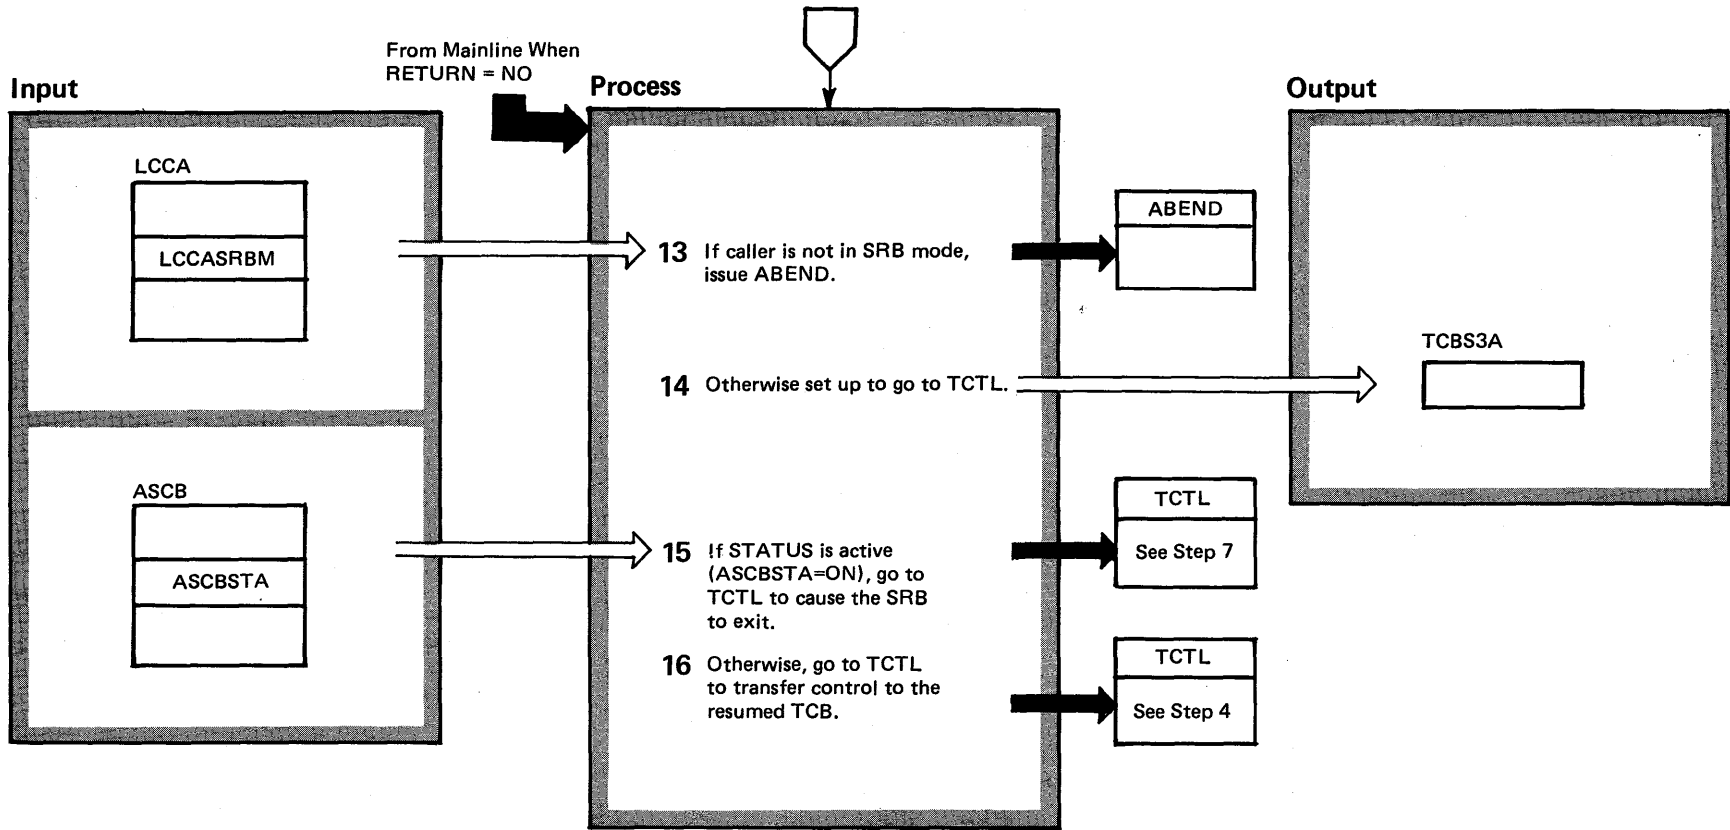 From Mainline When
RETURN = NO
Input
Process
Output
LCCA
LCCASRBM
13 If caller is not in SRB mode,
issue ABEND.
ABEND
14 Otherwise set up to go to TCTL.
TCBS3A
ASCB
ASCBSTA
15 If STATUS is active
(ASCBSTA=ON), go to
TCTL to cause the SRB
to exit.
TCTL
See Step 7
16 Otherwise, go to TCTL
to transfer control to the
resumed TCB.
TCTL
See Step 4